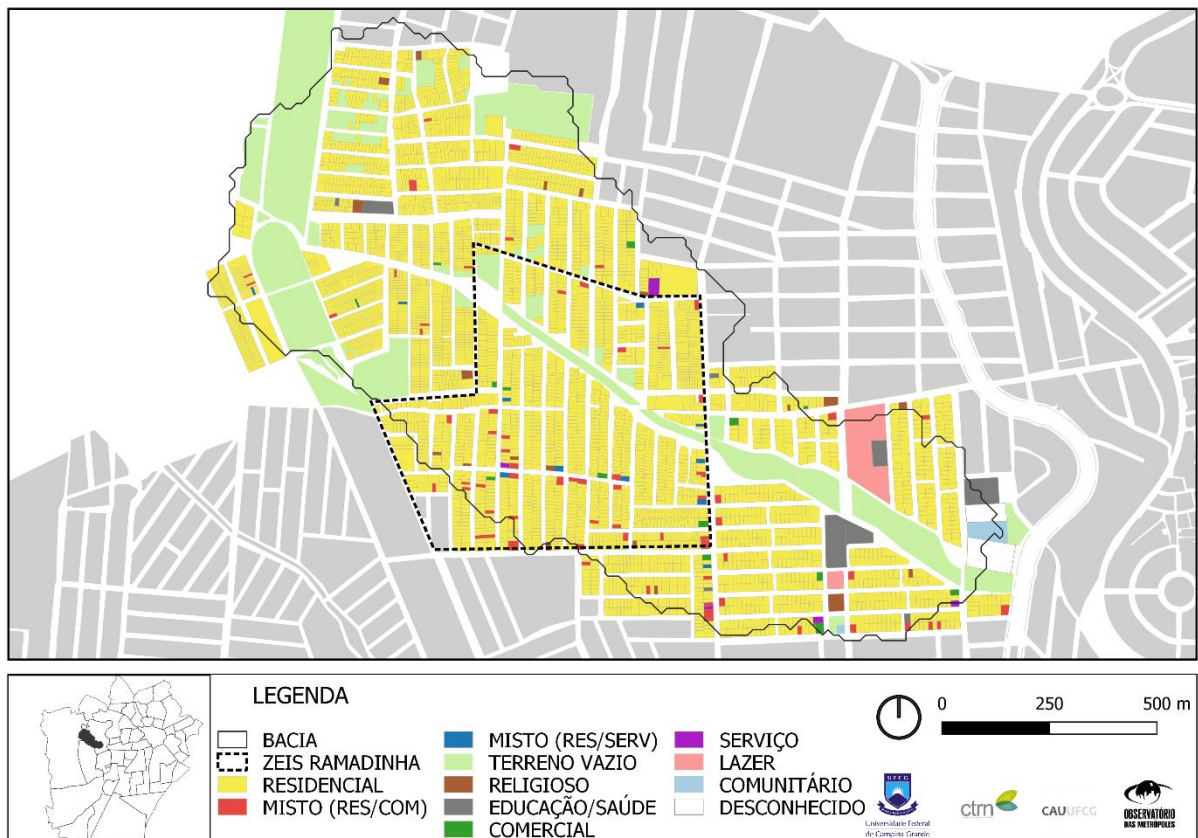 LEGENDA
BACIA
ZEIS RAMADINHA
RESIDENCIAL
MISTO (RES/COM)
MISTO (RES/SERV)
TERRENO VAZIO
RELIGIOSO
EDUCAÇÃO/SAÚDE
COMERCIAL
SERVIÇO
LAZER
COMUNITÁRIO
DESCONHECIDO
0 250 500 m
UFCG
Universidade Federal
de Campina Grande
ctrn
CAUUFCG
OBSERVATÓRIO
DAS METRÓPOLES